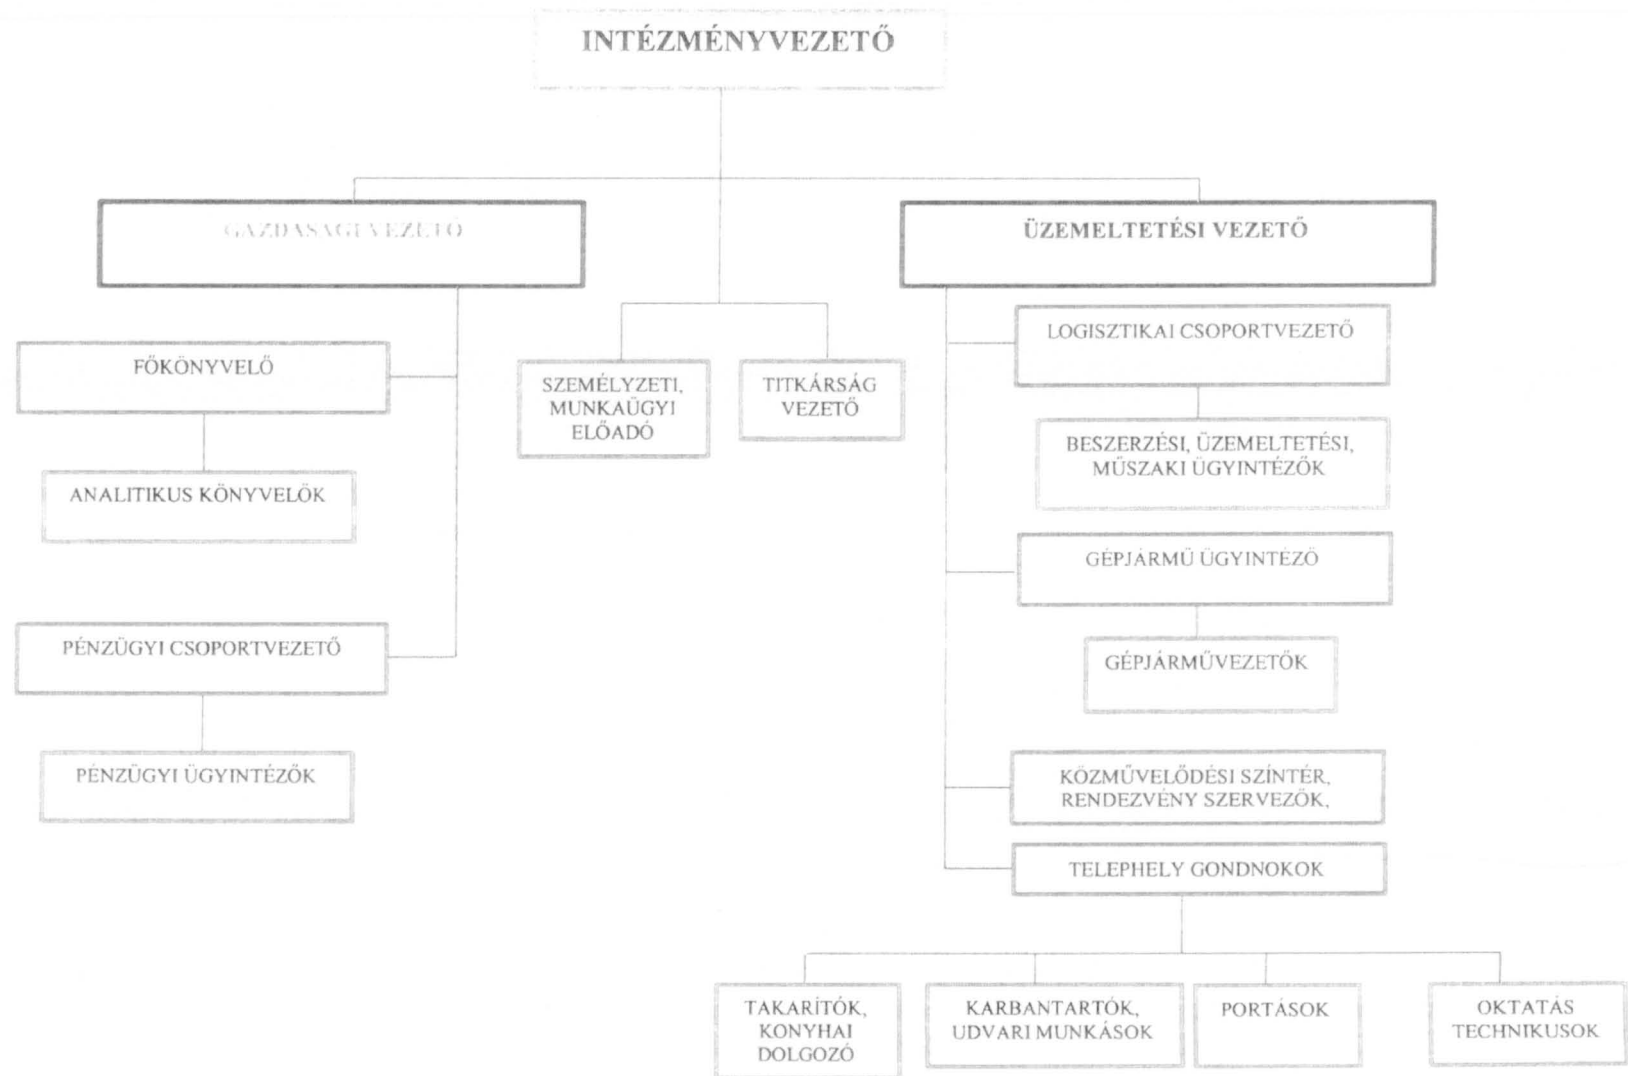 INTÉZMÉNYVEZETŐ
GAZDASÁGI VEZETŐ
ÜZEMELTETÉSI VEZETŐ
LOGISZTIKAI CSOPORTVEZETŐ
FŐKÖNYVELŐ
SZEMÉLYZETI,
MUNKAÜGYI
ELŐADÓ
TITKÁRSÁG
VEZETŐ
BESZERZÉSI, ÜZEMELTETÉSI,
MŰSZAKI ÜGYINTÉZŐK
ANALITIKUS KÖNYVELŐK
GÉPJÁRMŰ ÜGYINTÉZŐ
PÉNZÜGYI CSOPORTVEZETŐ
GÉPJÁRMŰVEZETŐK
PÉNZÜGYI ÜGYINTÉZŐK
KÖZMŰVELŐDÉSI SZÍNTÉR,
RENDEZVÉNY SZERVEZŐK,
TELEPHELY GONDNOKOK
TAKARÍTÓK,
KONYHAI
DOLGOZÓ
KARBANTARTÓK,
UDVARI MUNKÁSOK
PORTÁSOK
OKTATÁS
TECHNIKUSOK